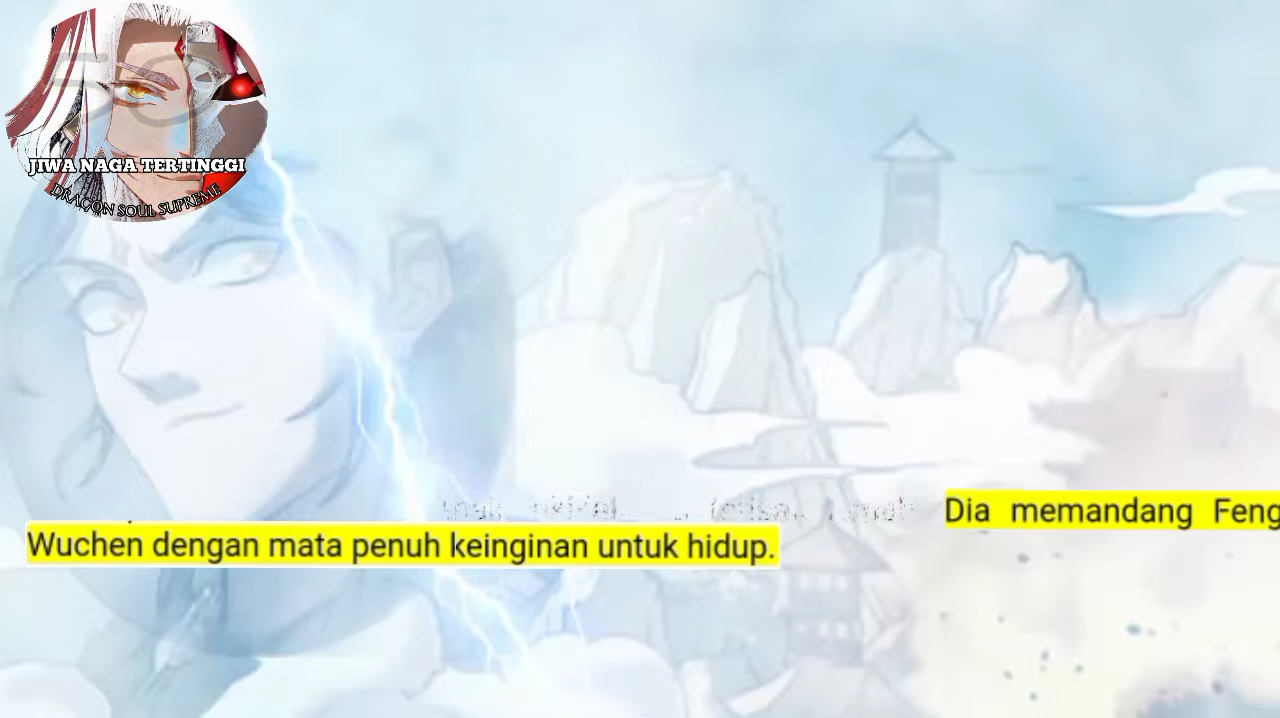 JIWA NAGA TERTINGGI
DRAGON SOUL SUPREME
Dia memandang Feng
Wuchen dengan mata penuh keinginan untuk hidup.